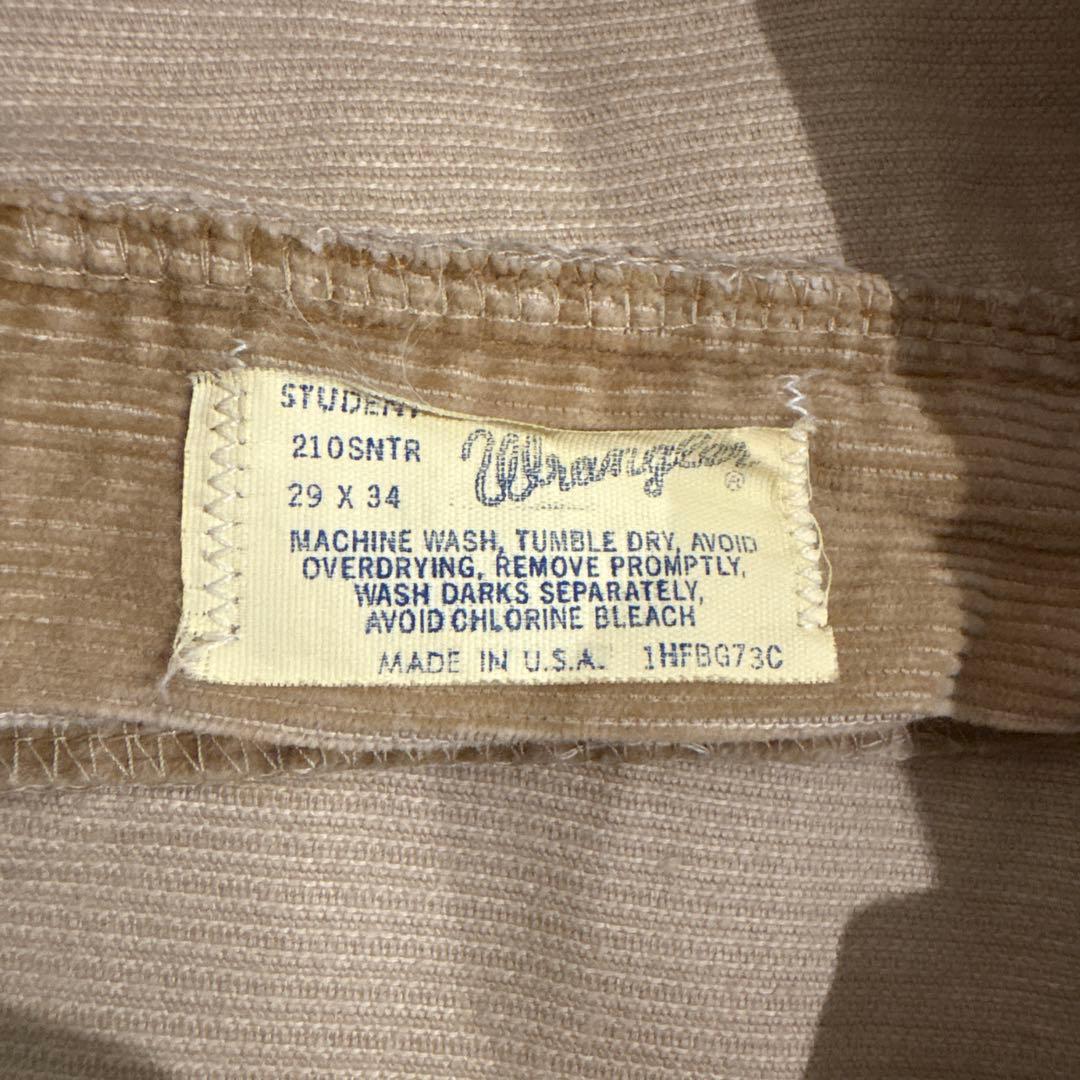 STUDENT
210SNTR Wrangler ®
29 X 34
MACHINE WASH, TUMBLE DRY, AVOID
OVERDRYING, REMOVE PROMPTLY,
WASH DARKS SEPARATELY,
AVOID CHLORINE BLEACH
MADE IN U.S.A. 1HFBG73C